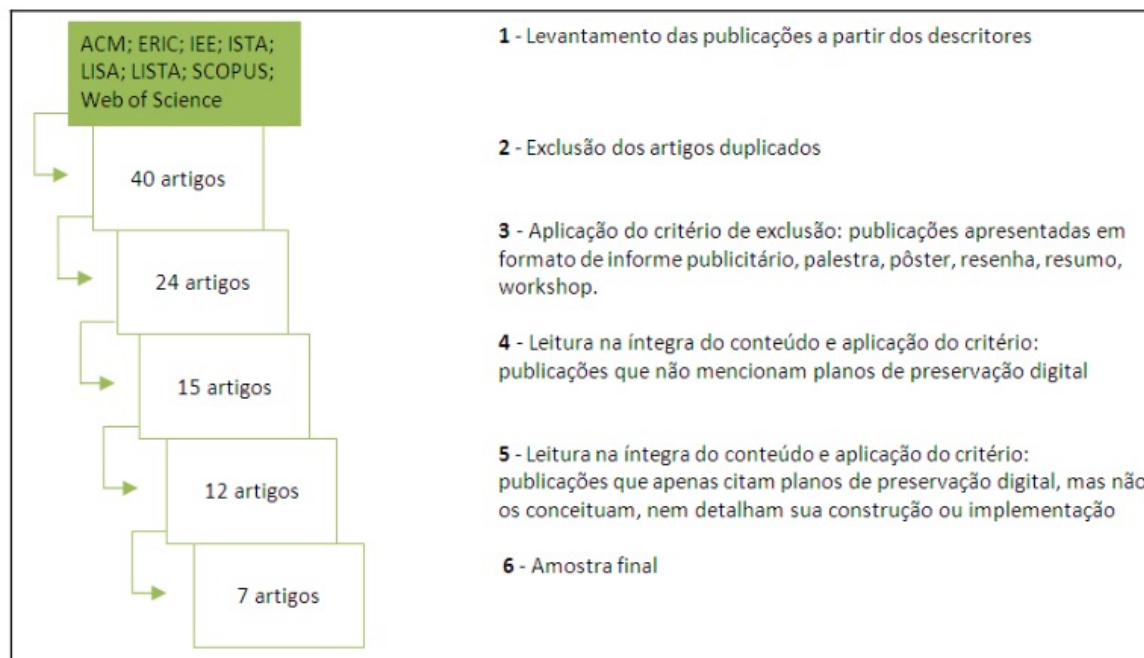 ACM; ERIC; IEE; ISTA;
LISA; LISTA; SCOPUS;
Web of Science
1 - Levantamento das publicações a partir dos descritores
40 artigos
2 - Exclusão dos artigos duplicados
24 artigos
3 - Aplicação do critério de exclusão: publicações apresentadas em
formato de informe publicitário, palestra, pôster, resenha, resumo,
workshop.
15 artigos
4 - Leitura na íntegra do conteúdo e aplicação do critério:
publicações que não mencionam planos de preservação digital
12 artigos
5 - Leitura na íntegra do conteúdo e aplicação do critério:
publicações que apenas citam planos de preservação digital, mas não
os conceituam, nem detalham sua construção ou implementação
7 artigos
6 - Amostra final